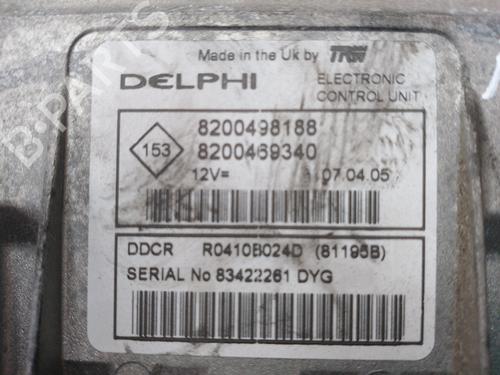 Made in the Uk by TRW
DELPHI
ELECTRONIC
CONTROL UNIT
153
8200498188
8200469340
12V=
07.04.05
DDCR R0410B024D (81195B)
SERIAL No 83422261 DYG
B-PARTS